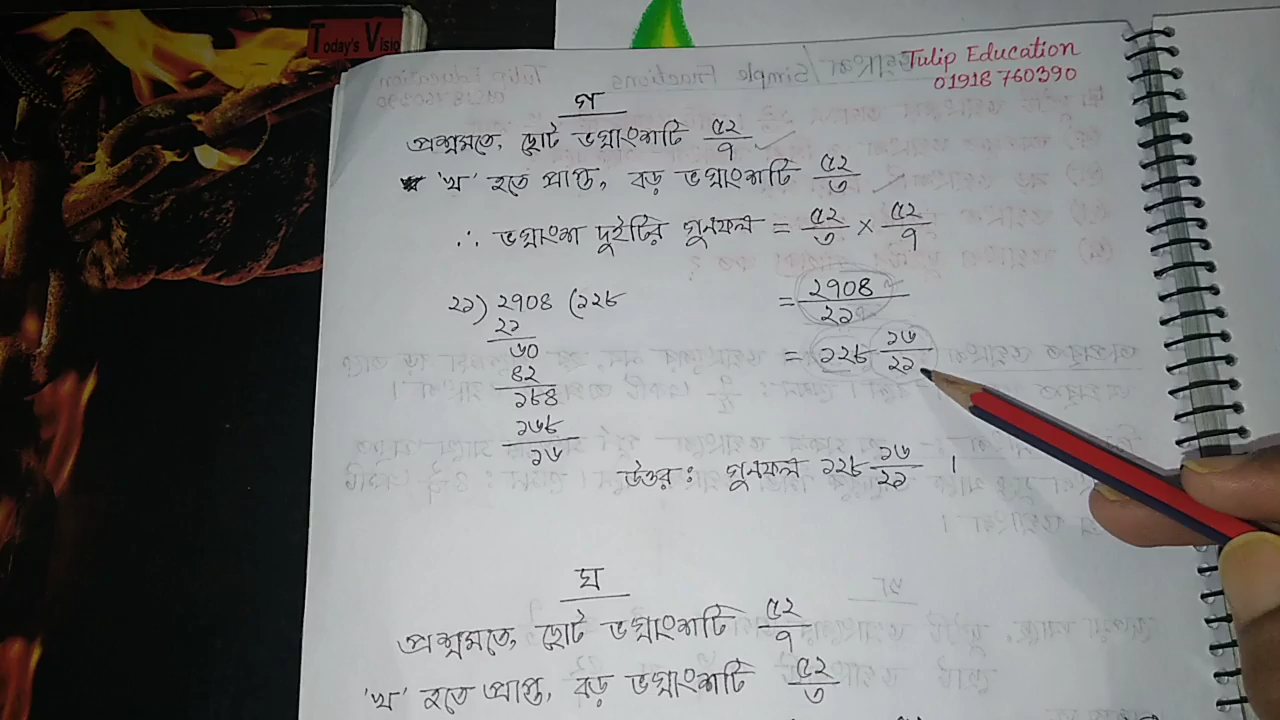 Today's Visio
Tulip Education
01918 760390
গ
প্রশ্নমতে, ছোট ভগ্নাংশটি ৫২/৭
'খ' হতে প্রাপ্ত, বড় ভগ্নাংশটি ৫২/৩
∴ ভগ্নাংশ দুইটির গুনফল = ৫২/৩ × ৫২/৭
= ২৭০৪/২১
= ১২৮ ১৬/২১
২১) ২৭০৪ (১২৮
২১
৬০
৪২
১৮৪
১৬৮
১৬
উত্তর: গুনফল ১২৮ ১৬/২১ ।
ঘ
প্রশ্নমতে, ছোট ভগ্নাংশটি ৫২/৭
'খ' হতে প্রাপ্ত, বড় ভগ্নাংশটি ৫২/৩